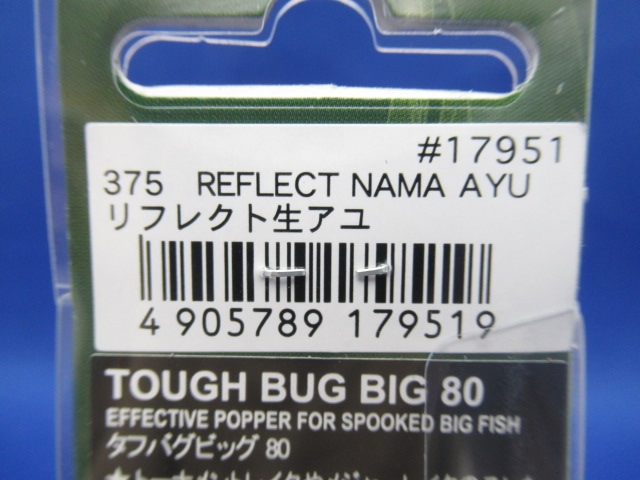 #17951
375 REFLECT NAMA AYU
リフレクト生アユ
4 905789 179519
TOUGH BUG BIG 80
EFFECTIVE POPPER FOR SPOOKED BIG FISH
タフバグビッグ 80